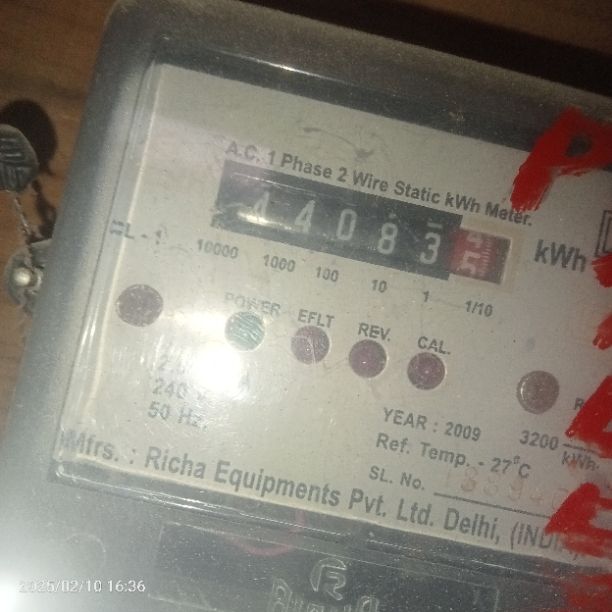 A.C. 1 Phase 2 Wire Static kWh Meter.
44083 5 kWh
10000 1000 100 10 1 1/10
POWER EFLT REV. CAL.
240
50 Hz.
YEAR : 2009
3200
kWh
Ref. Temp. - 27°C
SL. No.
Mfrs. : Richa Equipments Pvt. Ltd. Delhi,
2025/02/10 16:36